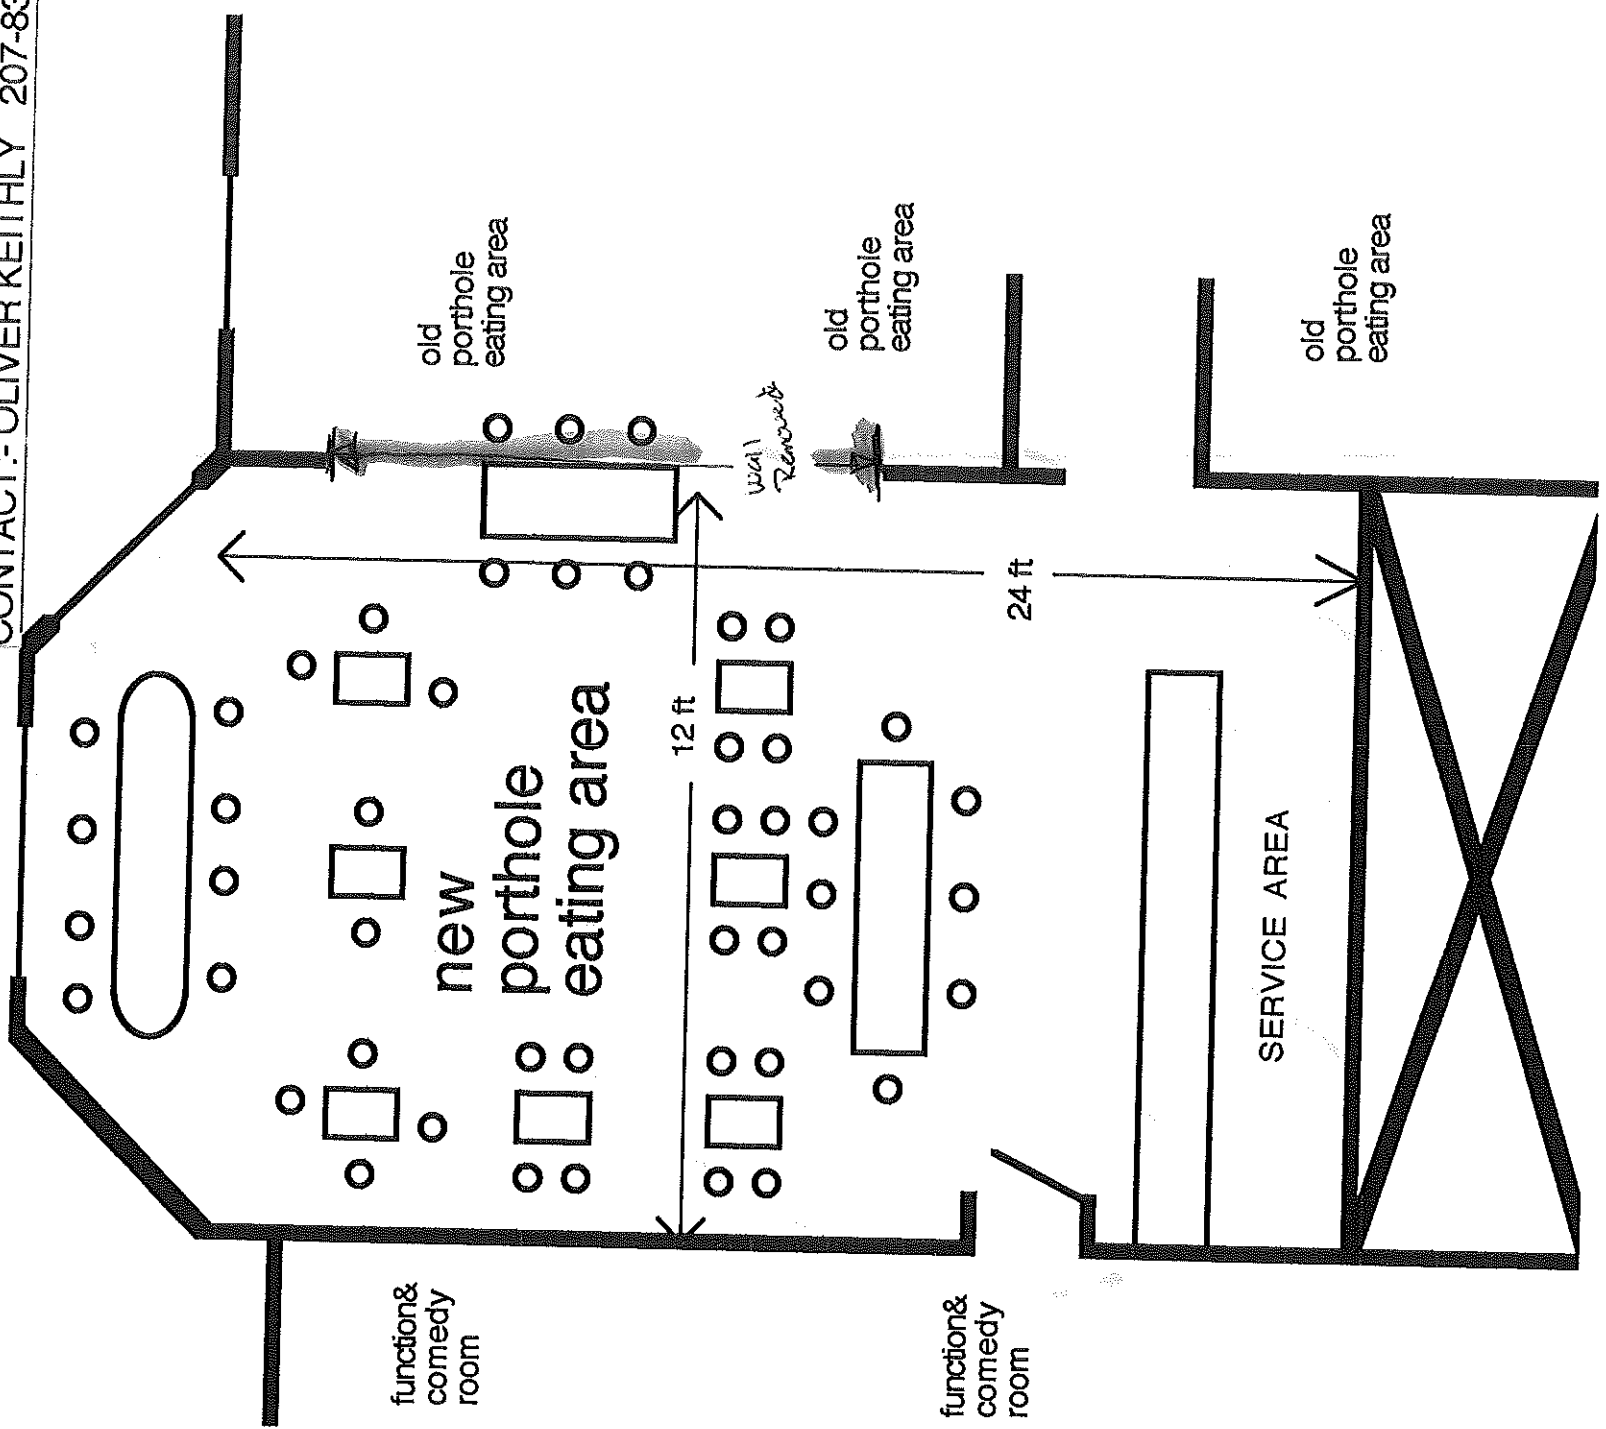 CONTACT:- OLIVER KEITHLY 207-83
old
porthole
eating area
old
porthole
eating area
old
porthole
eating area
wall
Removed
24 ft
12 ft
new
porthole
eating area
SERVICE AREA
function&
comedy
room
function&
comedy
room